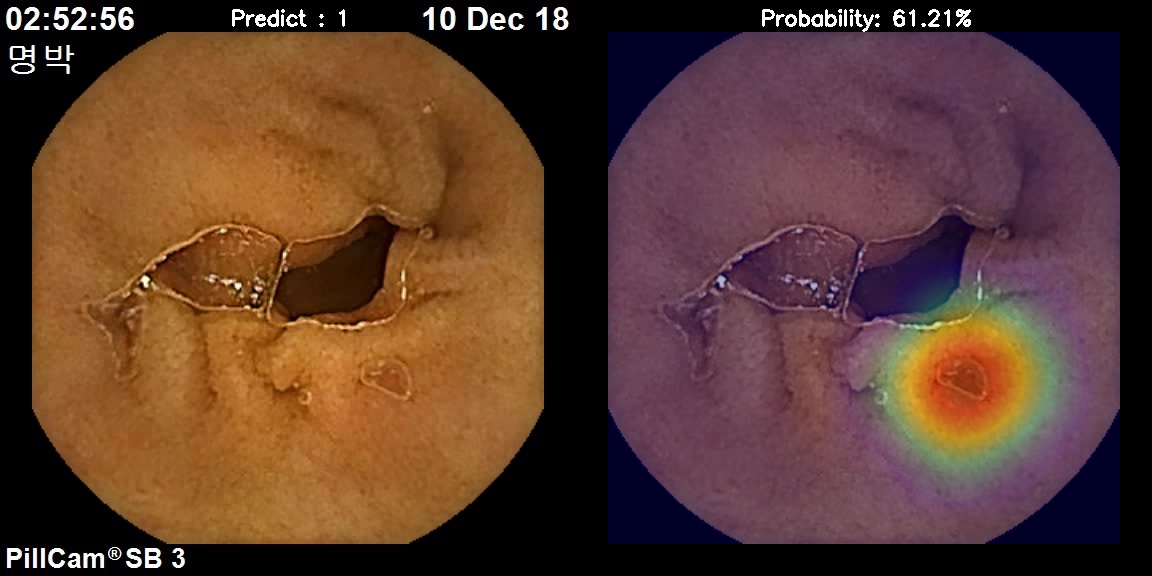 02:52:56
Predict : 1
10 Dec 18
Probability: 61.21%
명박
PillCam® SB 3